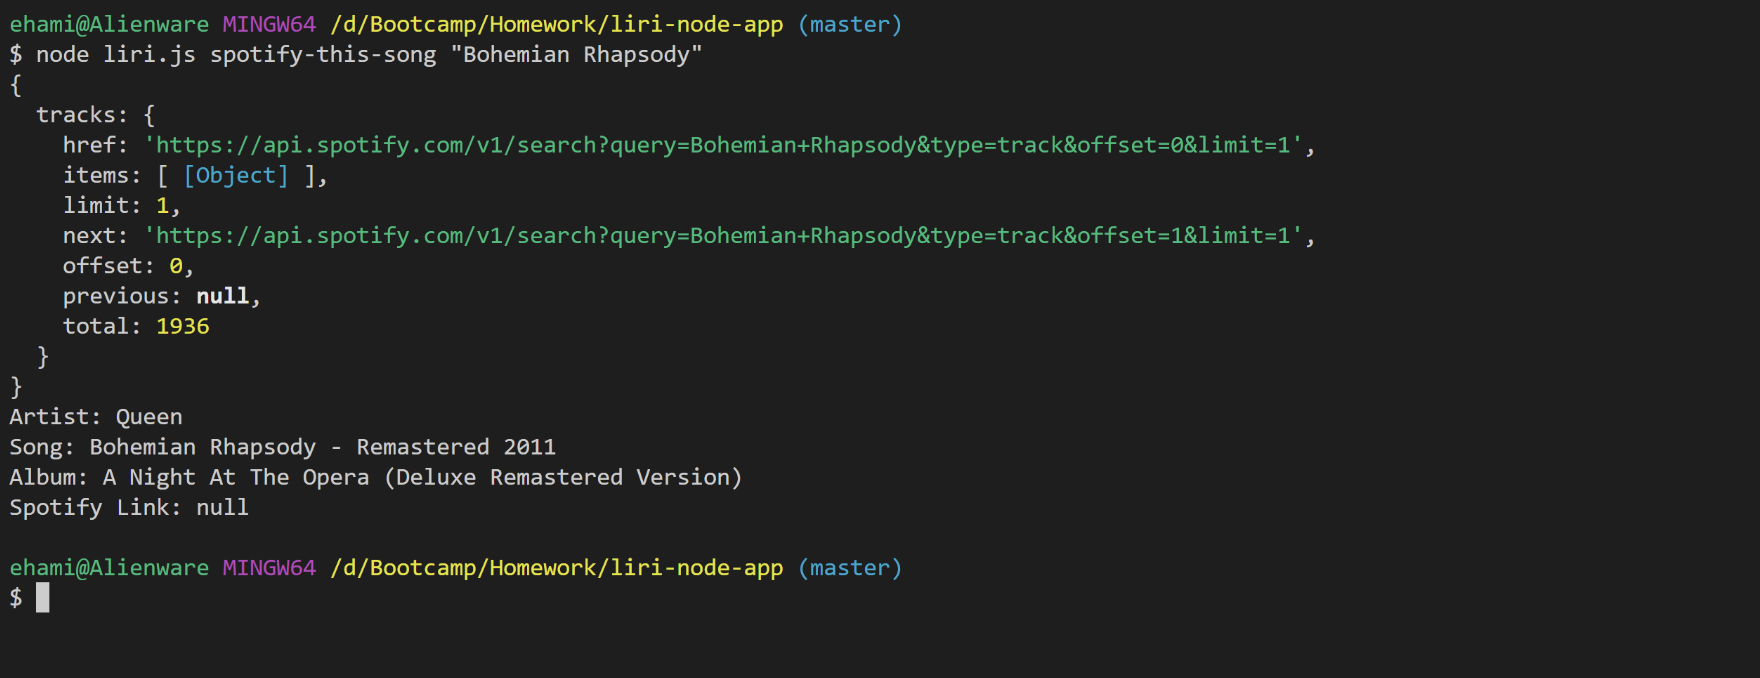 ehami@Alienware MINGW64 /d/Bootcamp/Homework/liri-node-app (master)
$ node liri.js spotify-this-song "Bohemian Rhapsody"
{
  tracks: {
    href: 'https://api.spotify.com/v1/search?query=Bohemian+Rhapsody&type=track&offset=0&limit=1',
    items: [ [Object] ],
    limit: 1,
    next: 'https://api.spotify.com/v1/search?query=Bohemian+Rhapsody&type=track&offset=1&limit=1',
    offset: 0,
    previous: null,
    total: 1936
  }
}
Artist: Queen
Song: Bohemian Rhapsody - Remastered 2011
Album: A Night At The Opera (Deluxe Remastered Version)
Spotify Link: null
ehami@Alienware MINGW64 /d/Bootcamp/Homework/liri-node-app (master)
$